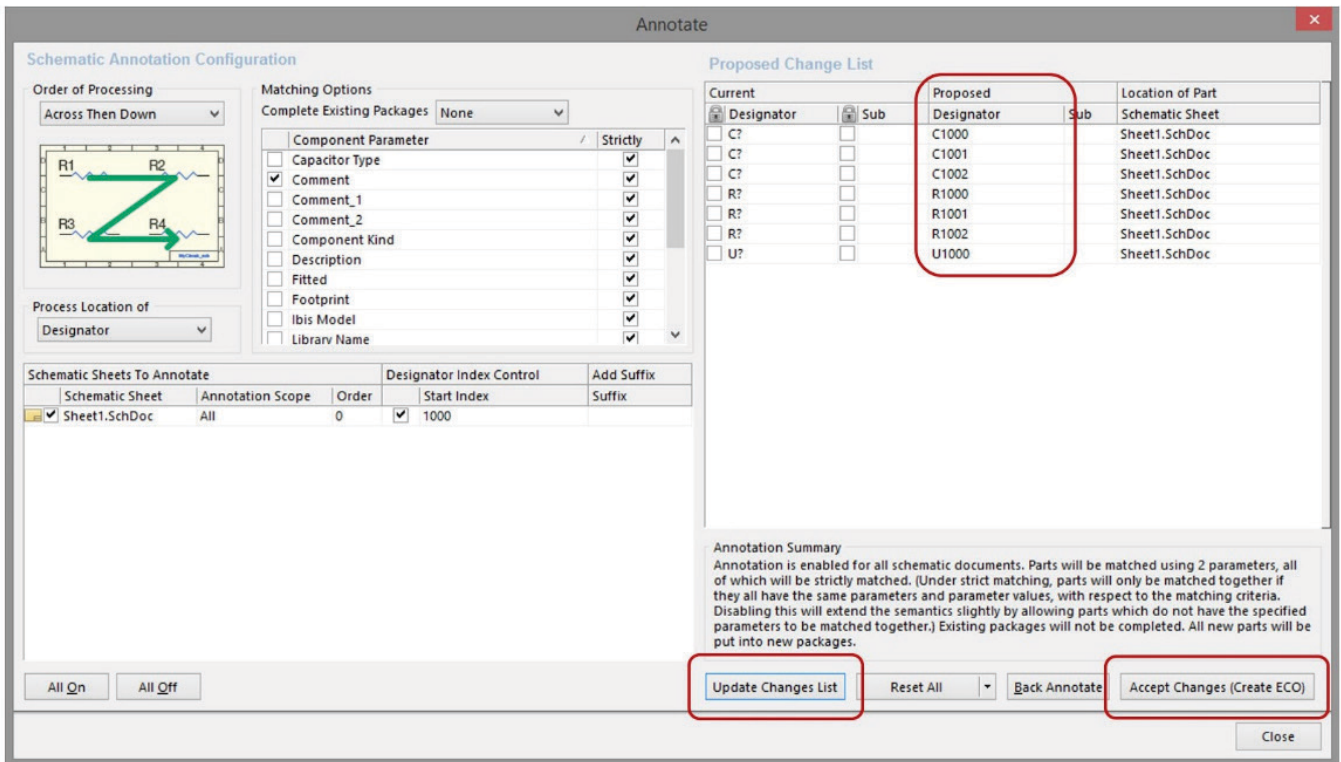 Annotate
Schematic Annotation Configuration
Order of Processing
Across Then Down
R1 R2
R3 R4
Process Location of
Designator
Matching Options
Complete Existing Packages None
Component Parameter Strictly
Capacitor Type
Comment
Comment_1
Comment_2
Component Kind
Description
Fitted
Footprint
Ibis Model
Library Name
Schematic Sheets To Annotate Designator Index Control Add Suffix
Schematic Sheet Annotation Scope Order Start Index Suffix
Sheet1.SchDoc All 0 1000
All On All Off
Proposed Change List
Current Proposed Location of Part
Designator Sub Designator Sub Schematic Sheet
C? C1000 Sheet1.SchDoc
C? C1001 Sheet1.SchDoc
C? C1002 Sheet1.SchDoc
R? R1000 Sheet1.SchDoc
R? R1001 Sheet1.SchDoc
R? R1002 Sheet1.SchDoc
U? U1000 Sheet1.SchDoc
Annotation Summary
Annotation is enabled for all schematic documents. Parts will be matched using 2 parameters, all
of which will be strictly matched. (Under strict matching, parts will only be matched together if
they all have the same parameters and parameter values, with respect to the matching criteria.
Disabling this will extend the semantics slightly by allowing parts which do not have the specified
parameters to be matched together.) Existing packages will not be completed. All new parts will be
put into new packages.
Update Changes List Reset All Back Annotate Accept Changes (Create ECO)
Close